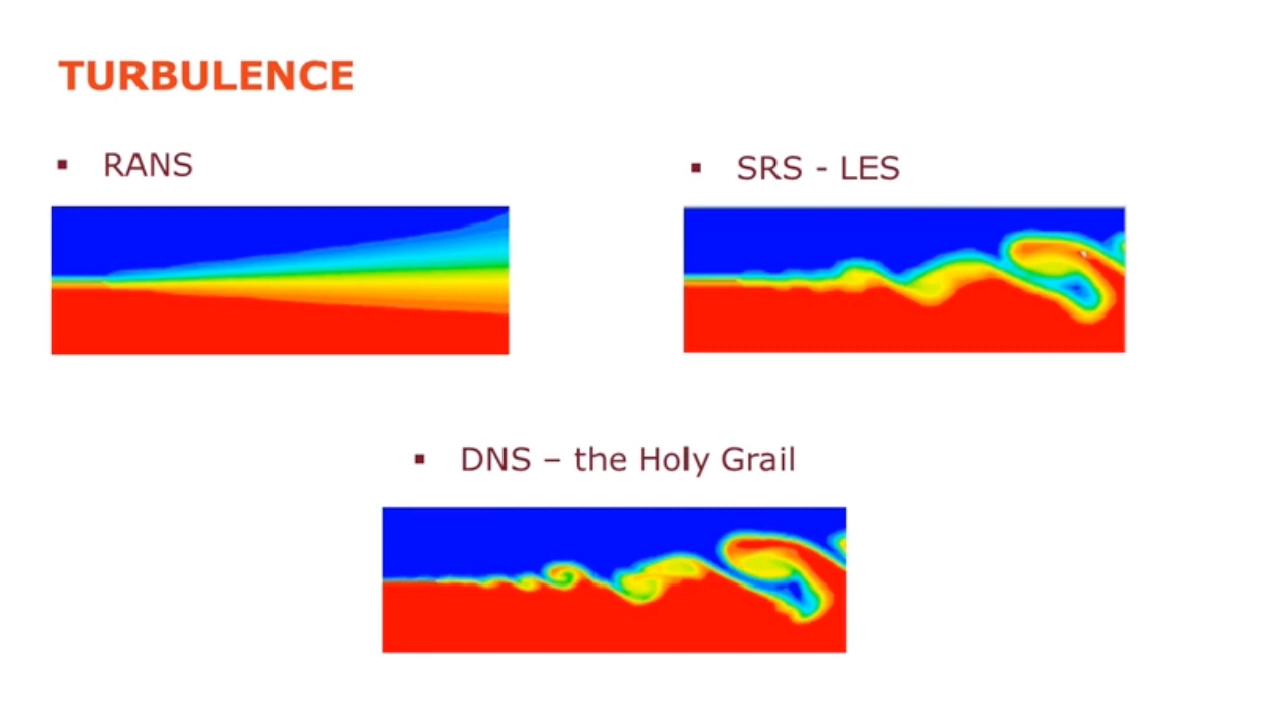 TURBULENCE
▪ RANS
▪ SRS - LES
▪ DNS – the Holy Grail